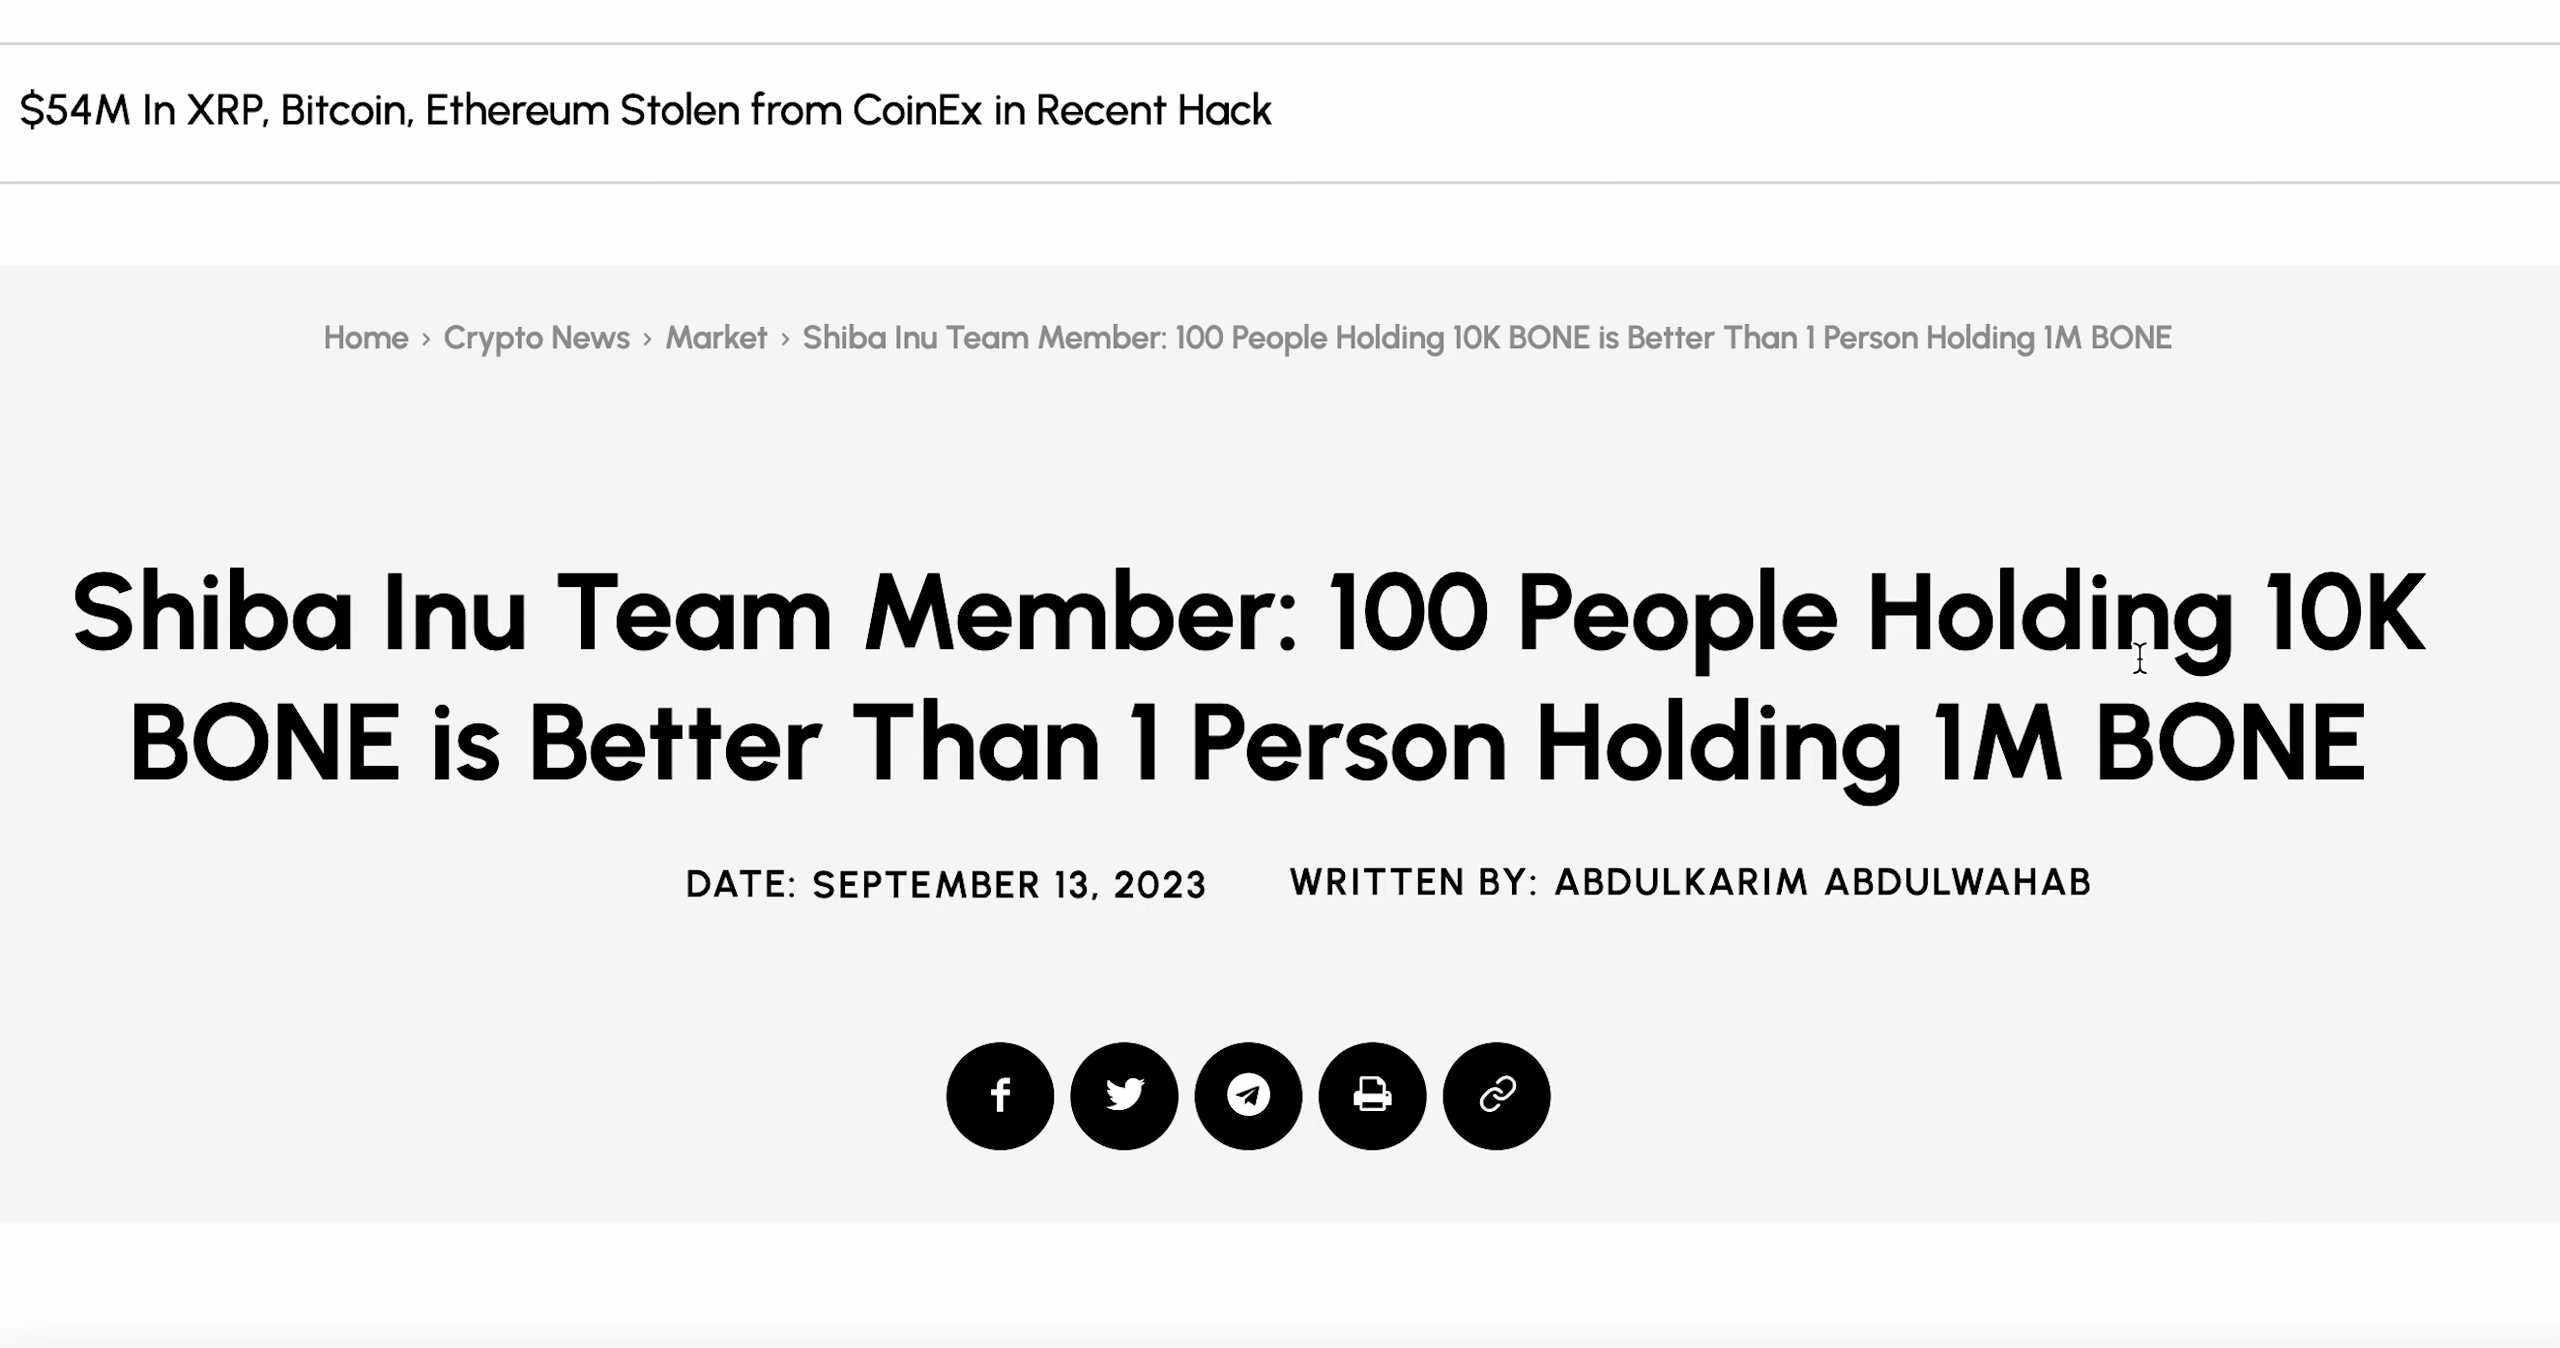 $54M In XRP, Bitcoin, Ethereum Stolen from CoinEx in Recent Hack
Home › Crypto News › Market › Shiba Inu Team Member: 100 People Holding 10K BONE is Better Than 1 Person Holding 1M BONE
Shiba Inu Team Member: 100 People Holding 10K
BONE is Better Than 1 Person Holding 1M BONE
DATE: SEPTEMBER 13, 2023 WRITTEN BY: ABDULKARIM ABDULWAHAB